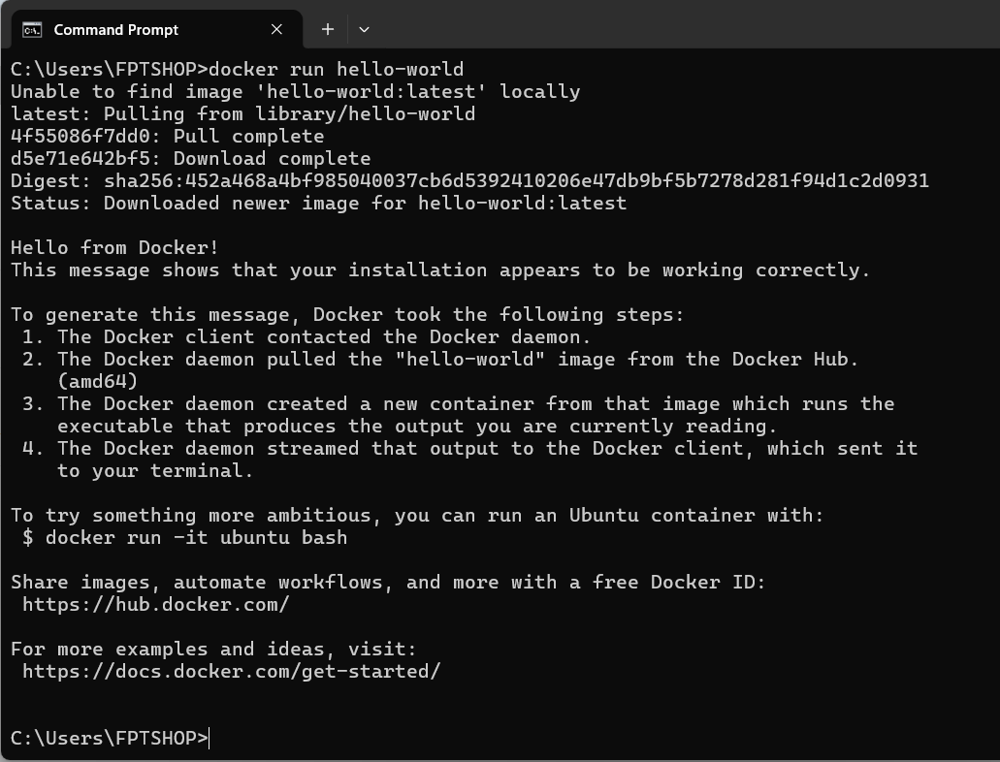 Command Prompt
C:\Users\FPTSHOP>docker run hello-world
Unable to find image 'hello-world:latest' locally
latest: Pulling from library/hello-world
4f55086f7dd0: Pull complete
d5e71e642bf5: Download complete
Digest: sha256:452a468a4bf985040037cb6d5392410206e47db9bf5b7278d281f94d1c2d0931
Status: Downloaded newer image for hello-world:latest

Hello from Docker!
This message shows that your installation appears to be working correctly.

To generate this message, Docker took the following steps:
 1. The Docker client contacted the Docker daemon.
 2. The Docker daemon pulled the "hello-world" image from the Docker Hub.
    (amd64)
 3. The Docker daemon created a new container from that image which runs the
    executable that produces the output you are currently reading.
 4. The Docker daemon streamed that output to the Docker client, which sent it
    to your terminal.

To try something more ambitious, you can run an Ubuntu container with:
 $ docker run -it ubuntu bash

Share images, automate workflows, and more with a free Docker ID:
 https://hub.docker.com/

For more examples and ideas, visit:
 https://docs.docker.com/get-started/

C:\Users\FPTSHOP>